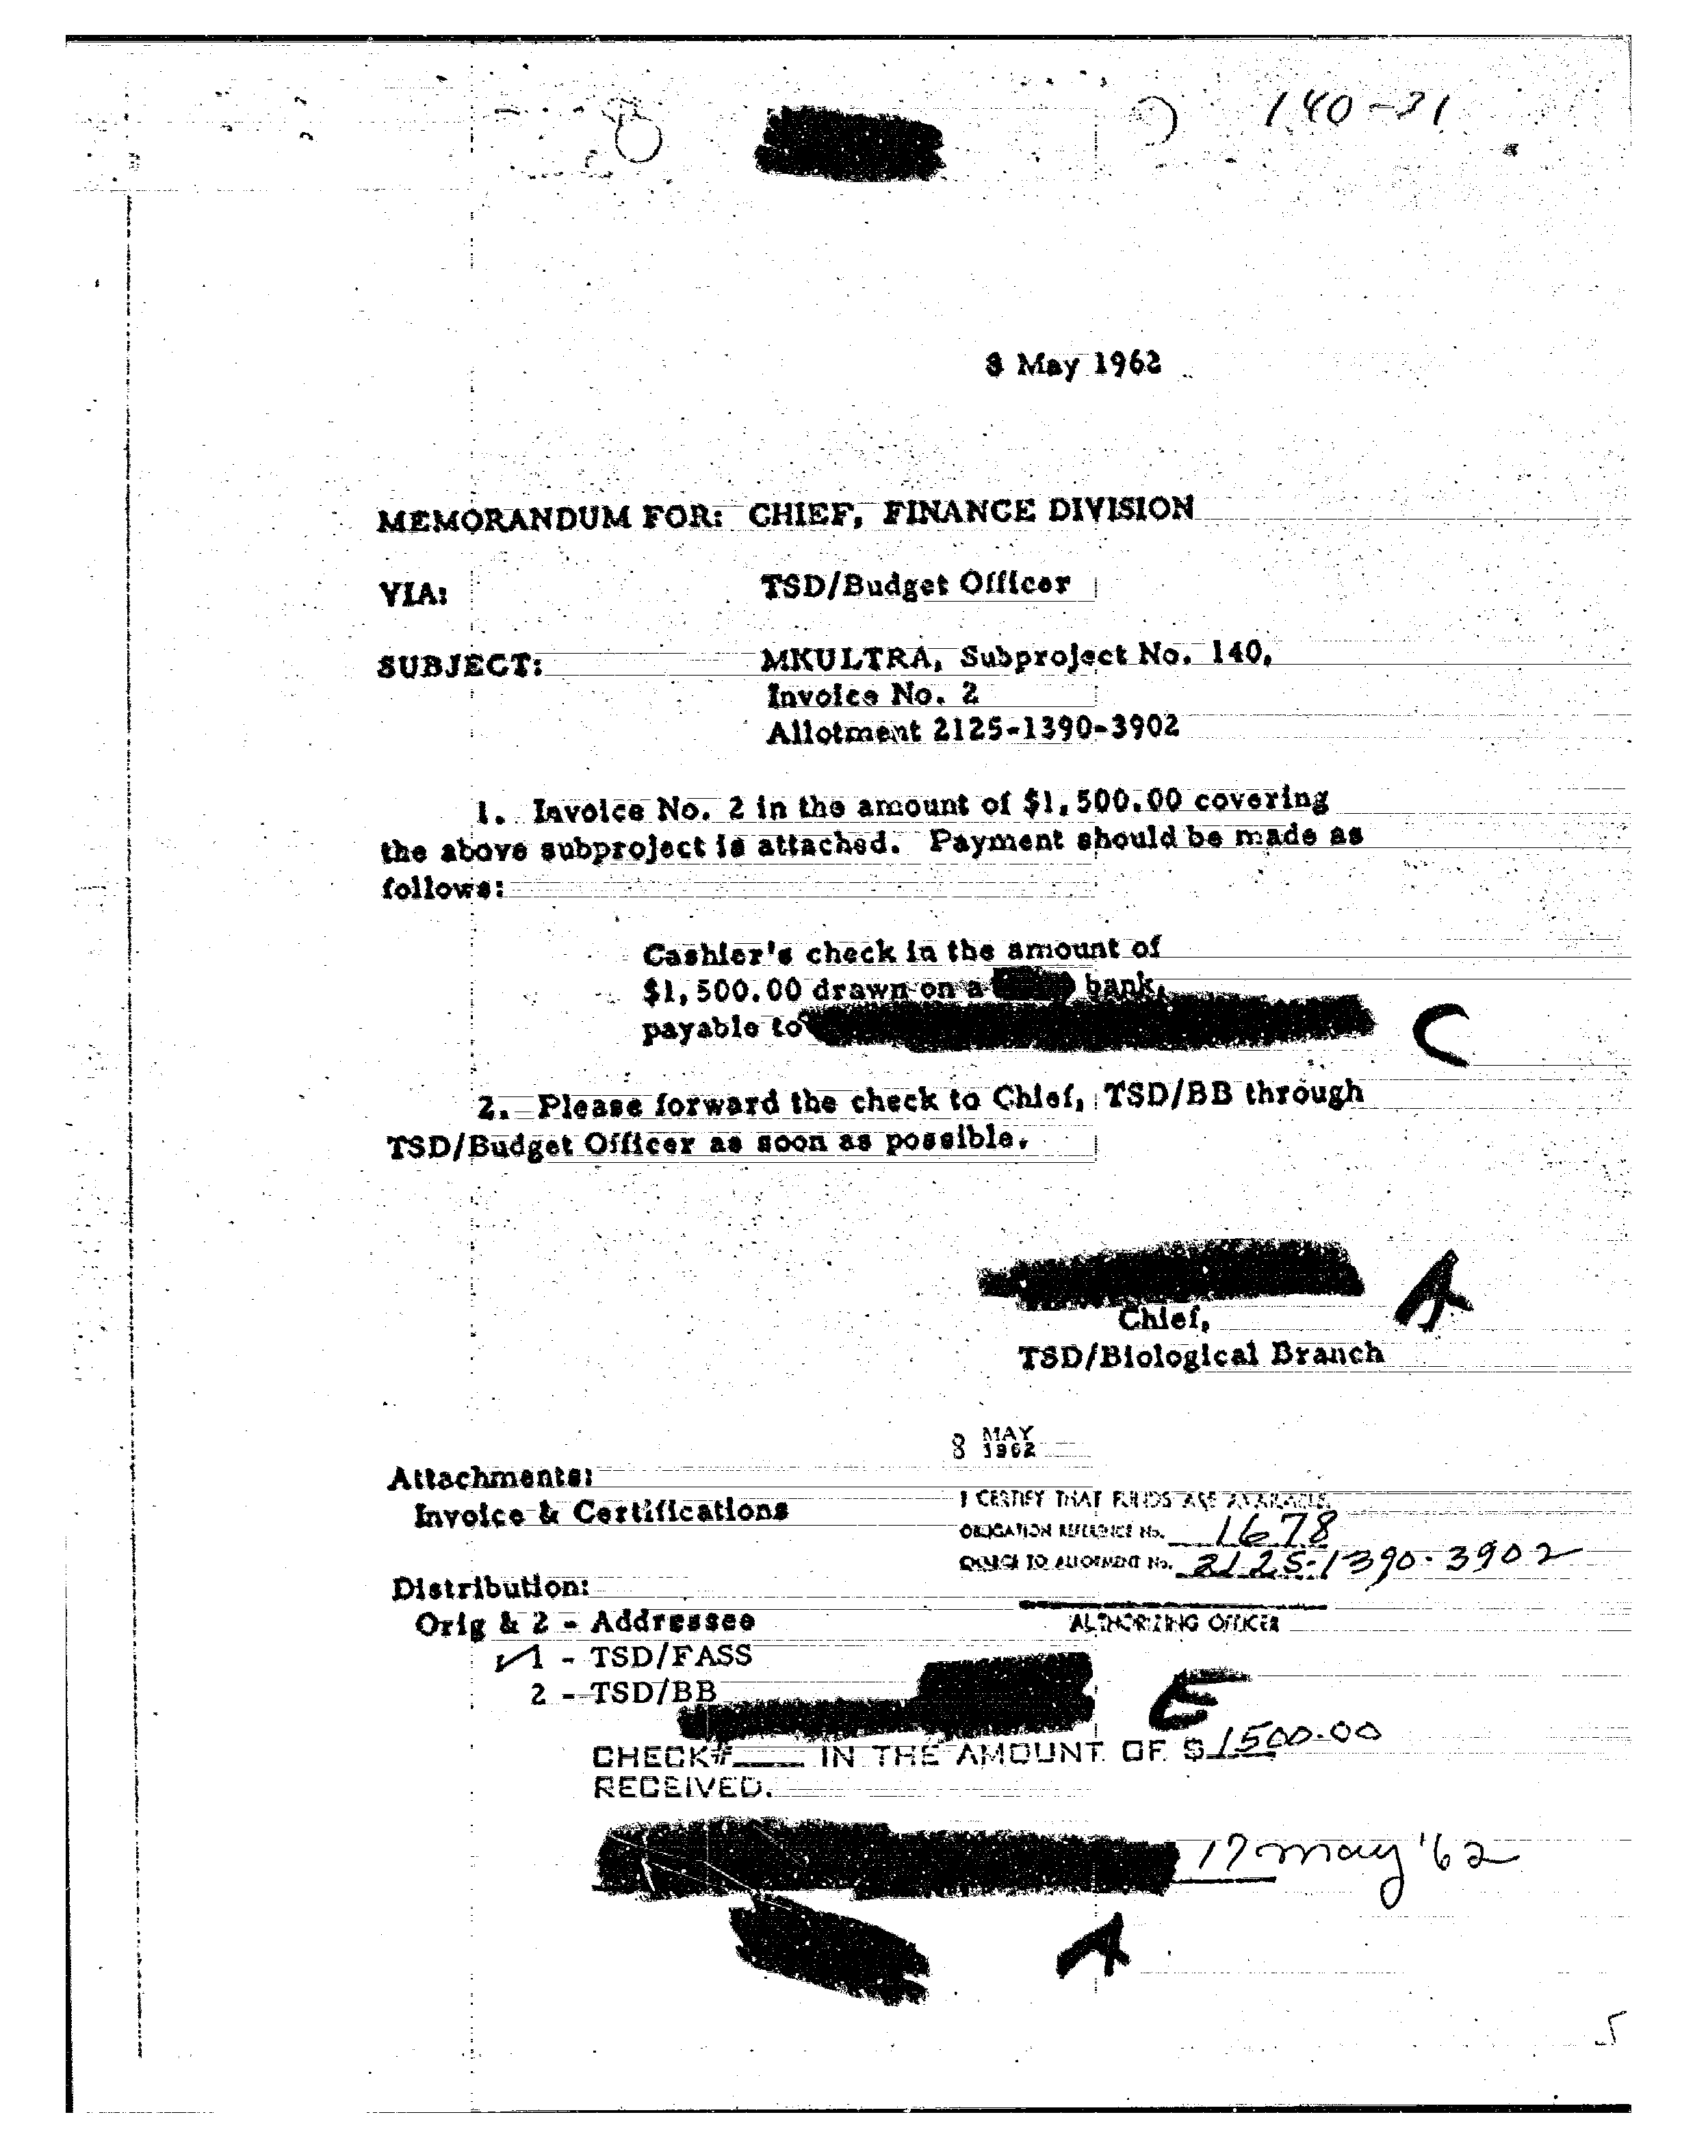 140-31
8 May 1962
MEMORANDUM FOR: CHIEF, FINANCE DIVISION
VIA: TSD/Budget Officer
SUBJECT: MKULTRA, Subproject No. 140,
Invoice No. 2
Allotment 2125-1390-3902
1. Invoice No. 2 in the amount of $1,500.00 covering
the above subproject is attached. Payment should be made as
follows:
Cashier's check in the amount of
$1,500.00 drawn on a bank,
payable to
C
2. Please forward the check to Chief, TSD/BB through
TSD/Budget Officer as soon as possible.
A
Chief,
TSD/Biological Branch
8 MAY 1962
Attachments:
Invoice & Certifications
I CERTIFY THAT FUNDS ARE AVAILABLE.
OBLIGATION REFERENCE No. 1678
CHARGE TO ALLOTMENT No. 2125-1390-3902
Distribution:
Orig & 2 - Addressee
AUTHORIZING OFFICER
1 - TSD/FASS
2 - TSD/BB
E
CHECK# IN THE AMOUNT OF $ 1500.00
RECEIVED.
17 May '62
A
5